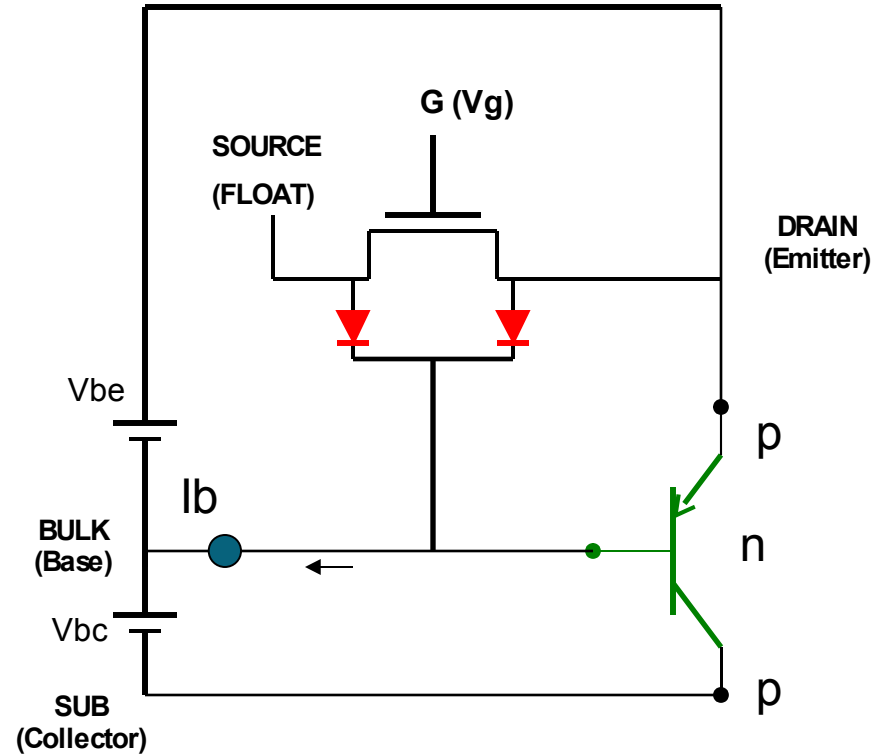 G (Vg)
SOURCE
(FLOAT)
DRAIN
(Emitter)
Vbe
p
Ib
BULK
(Base)
n
Vbc
SUB
(Collector)
p